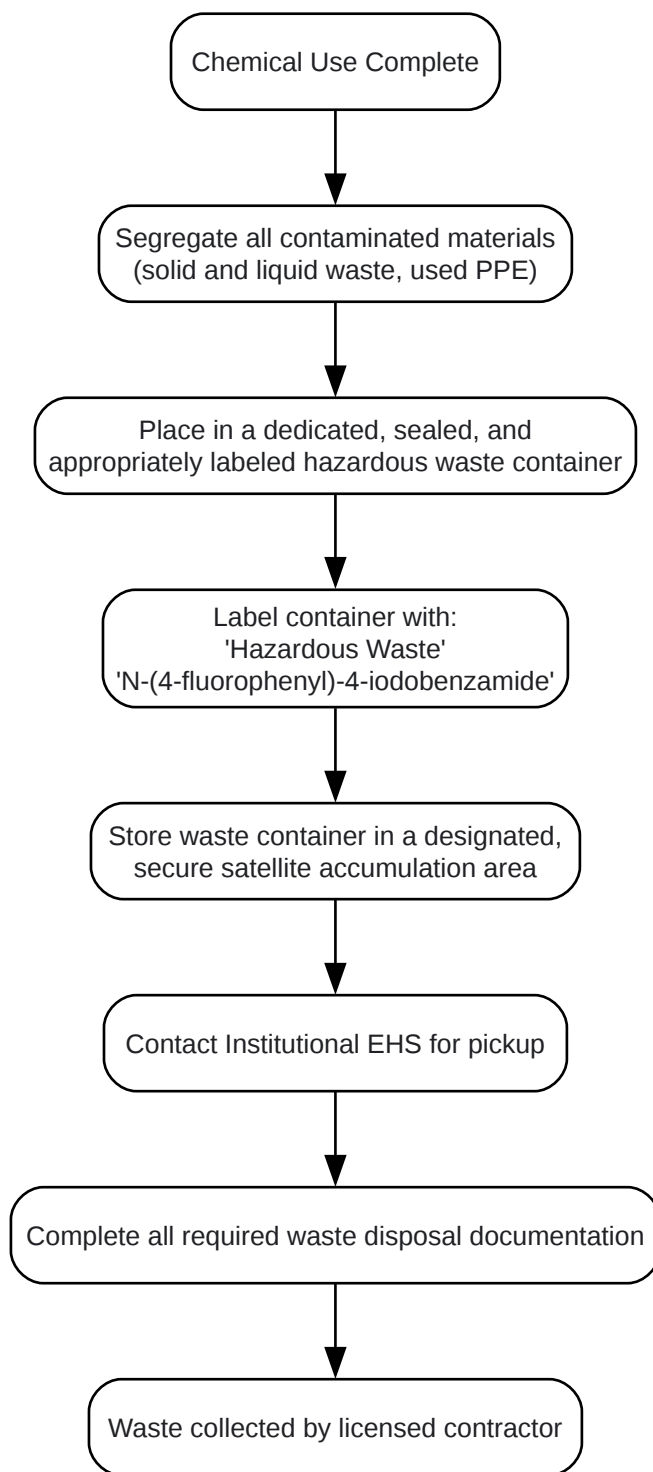 Chemical Use Complete
Segregate all contaminated materials
(solid and liquid waste, used PPE)
Place in a dedicated, sealed, and
appropriately labeled hazardous waste container
Label container with:
'Hazardous Waste'
'N-(4-fluorophenyl)-4-iodobenzamide'
Store waste container in a designated,
secure satellite accumulation area
Contact Institutional EHS for pickup
Complete all required waste disposal documentation
Waste collected by licensed contractor